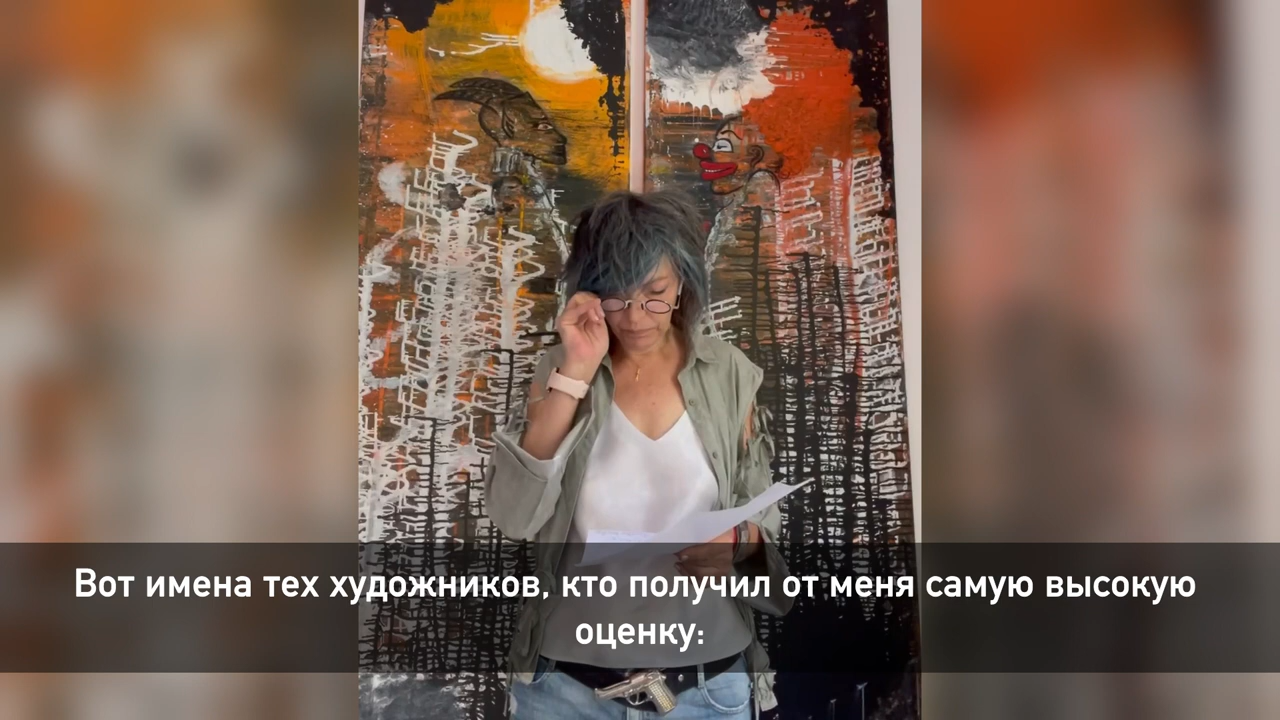 Вот имена тех художников, кто получил от меня самую высокую
оценку: